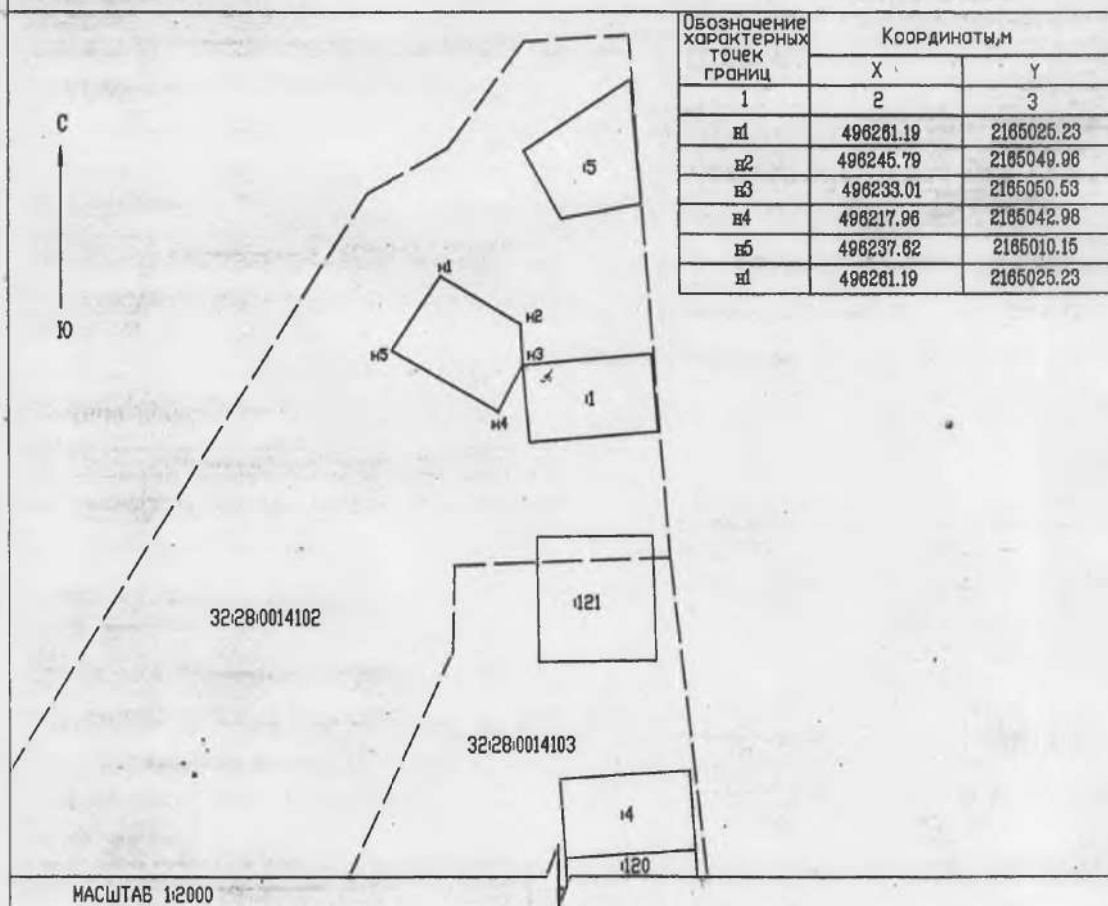 Обозначение характерных точек границ Координаты,м
X Y
1 2 3
н1 496261.19 2165025.23
н2 496245.79 2165049.96
н3 496233.01 2165050.53
н4 496217.96 2165042.98
н5 496237.62 2165010.15
н1 496261.19 2165025.23
С
Ю
:5
н1
н2
н3
н5
:1
н4
:121
32:28:0014102
32:28:0014103
:4
:120
МАСШТАБ 1:2000